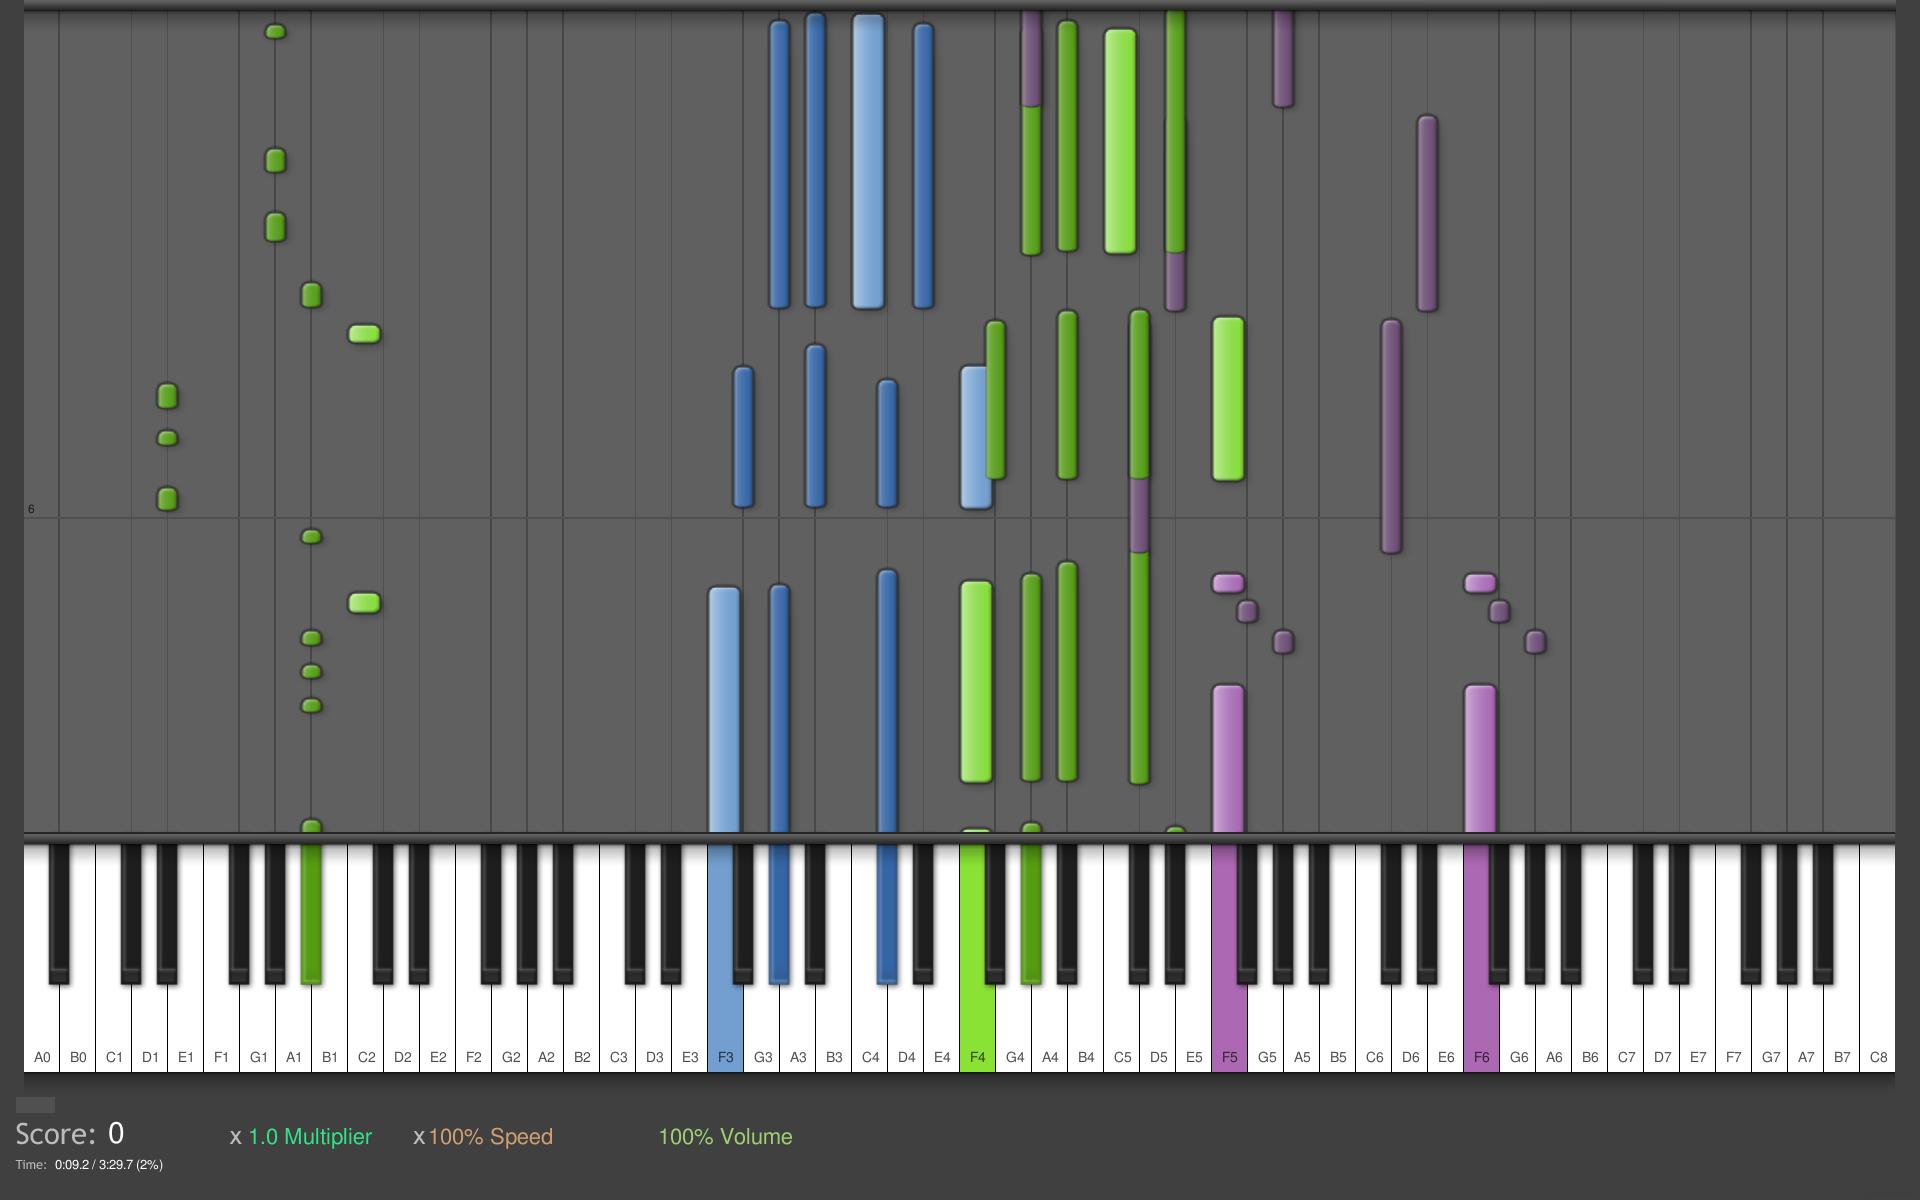 6
A0 B0 C1 D1 E1 F1 G1 A1 B1 C2 D2 E2 F2 G2 A2 B2 C3 D3 E3 F3 G3 A3 B3 C4 D4 E4 F4 G4 A4 B4 C5 D5 E5 F5 G5 A5 B5 C6 D6 E6 F6 G6 A6 B6 C7 D7 E7 F7 G7 A7 B7 C8
Score: 0 x 1.0 Multiplier x 100% Speed 100% Volume
Time: 0:09.2 / 3:29.7 (2%)